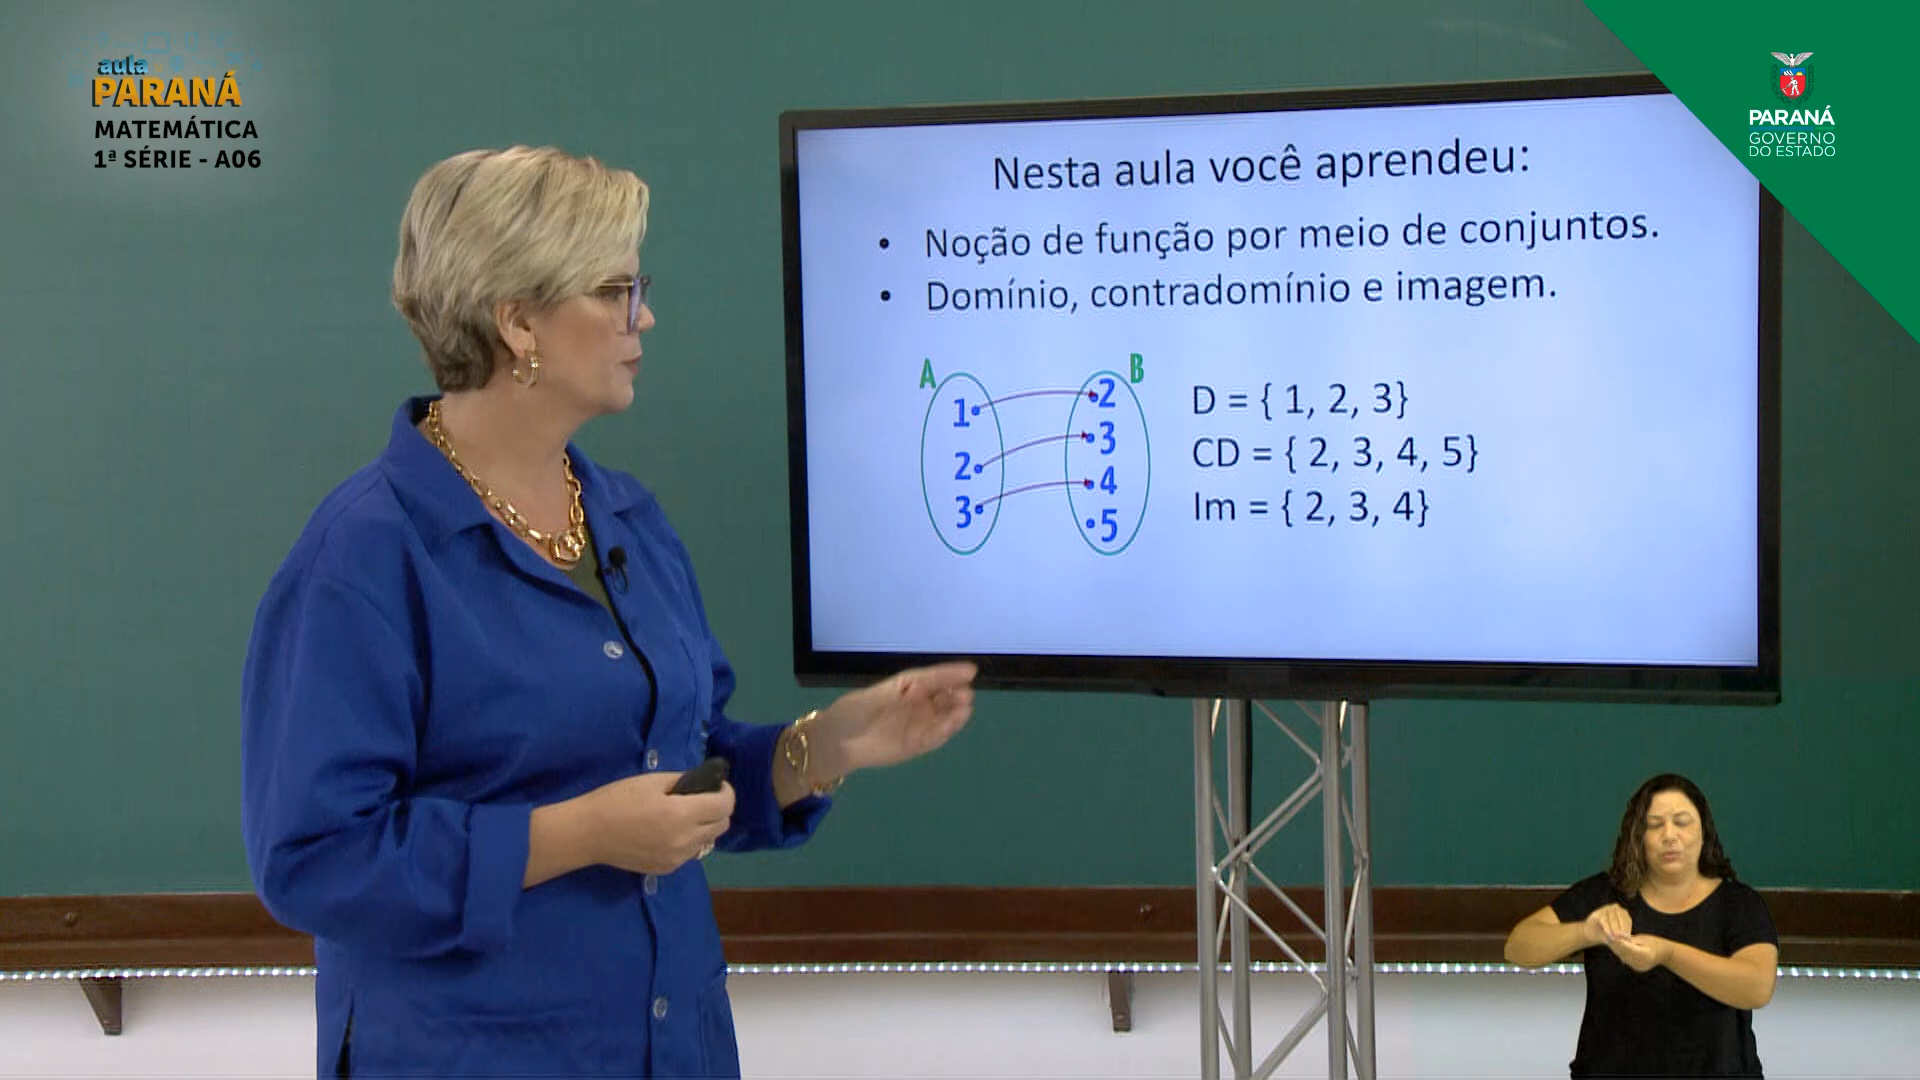 aula
PARANÁ
MATEMÁTICA
1ª SÉRIE - A06
PARANÁ
GOVERNO
DO ESTADO
Nesta aula você aprendeu:
• Noção de função por meio de conjuntos.
• Domínio, contradomínio e imagem.
A
B
1
2
3
2
3
4
5
D = { 1, 2, 3}
CD = { 2, 3, 4, 5}
Im = { 2, 3, 4}